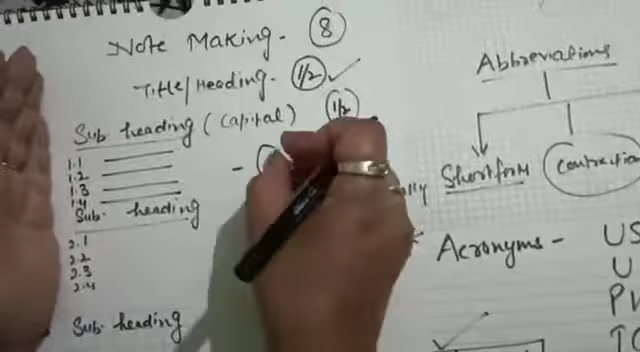 Note Making - 8
Title/Heading - 1/2
Sub. heading (Capital) 1/2
1.1
1.2
1.3
1.4
Sub. heading
2.1
2.2
2.3
2.4
Sub. heading
Abbreviations
Shortform
Contraction
Acronyms - US
U